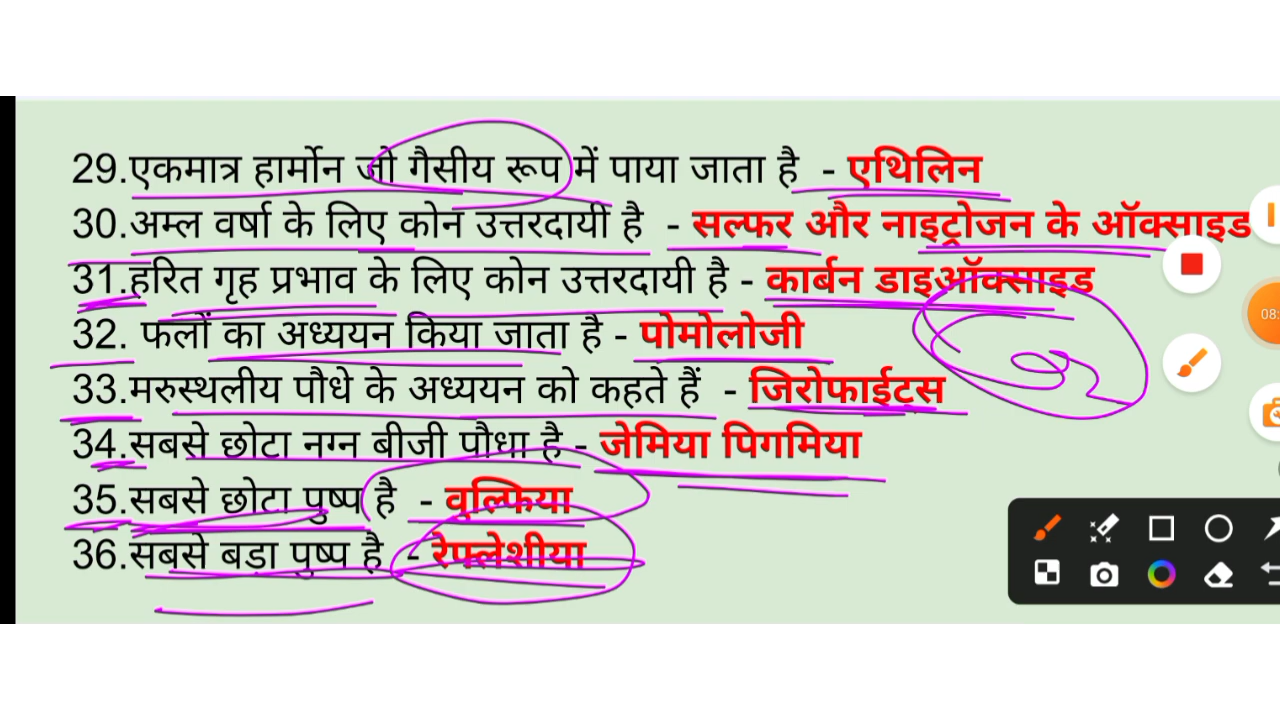 29.एकमात्र हार्मोन जो गैसीय रूप में पाया जाता है - एथिलिन
30.अम्ल वर्षा के लिए कोन उत्तरदायी है - सल्फर और नाइट्रोजन के ऑक्साइड
31.हरित गृह प्रभाव के लिए कोन उत्तरदायी है - कार्बन डाइऑक्साइड
32. फलों का अध्ययन किया जाता है - पोमोलोजी
33.मरुस्थलीय पौधे के अध्ययन को कहते हैं - जिरोफाईटस
34.सबसे छोटा नग्न बीजी पौधा है - जेमिया पिगमिया
35.सबसे छोटा पुष्प है - वुल्फिया
36.सबसे बडा पुष्प है - रेफ्लेशीया
08: